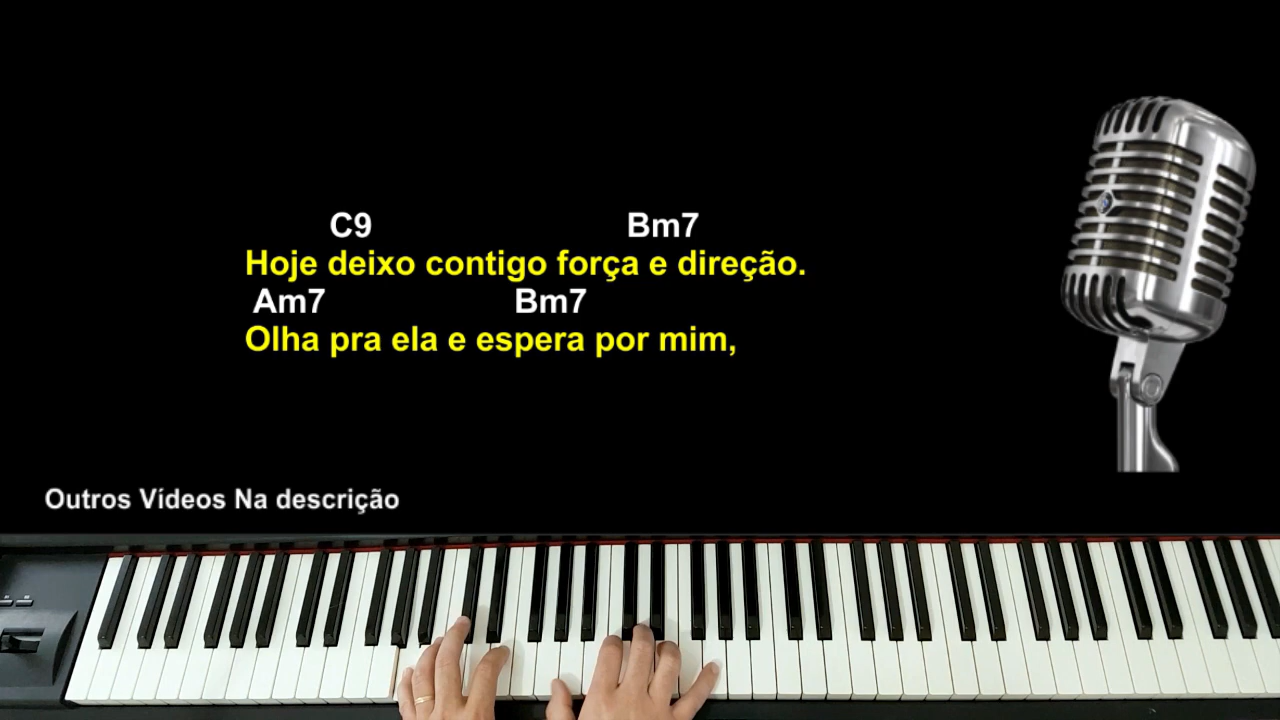 C9 Bm7
Hoje deixo contigo força e direção.
Am7 Bm7
Olha pra ela e espera por mim,
Outros Vídeos Na descrição